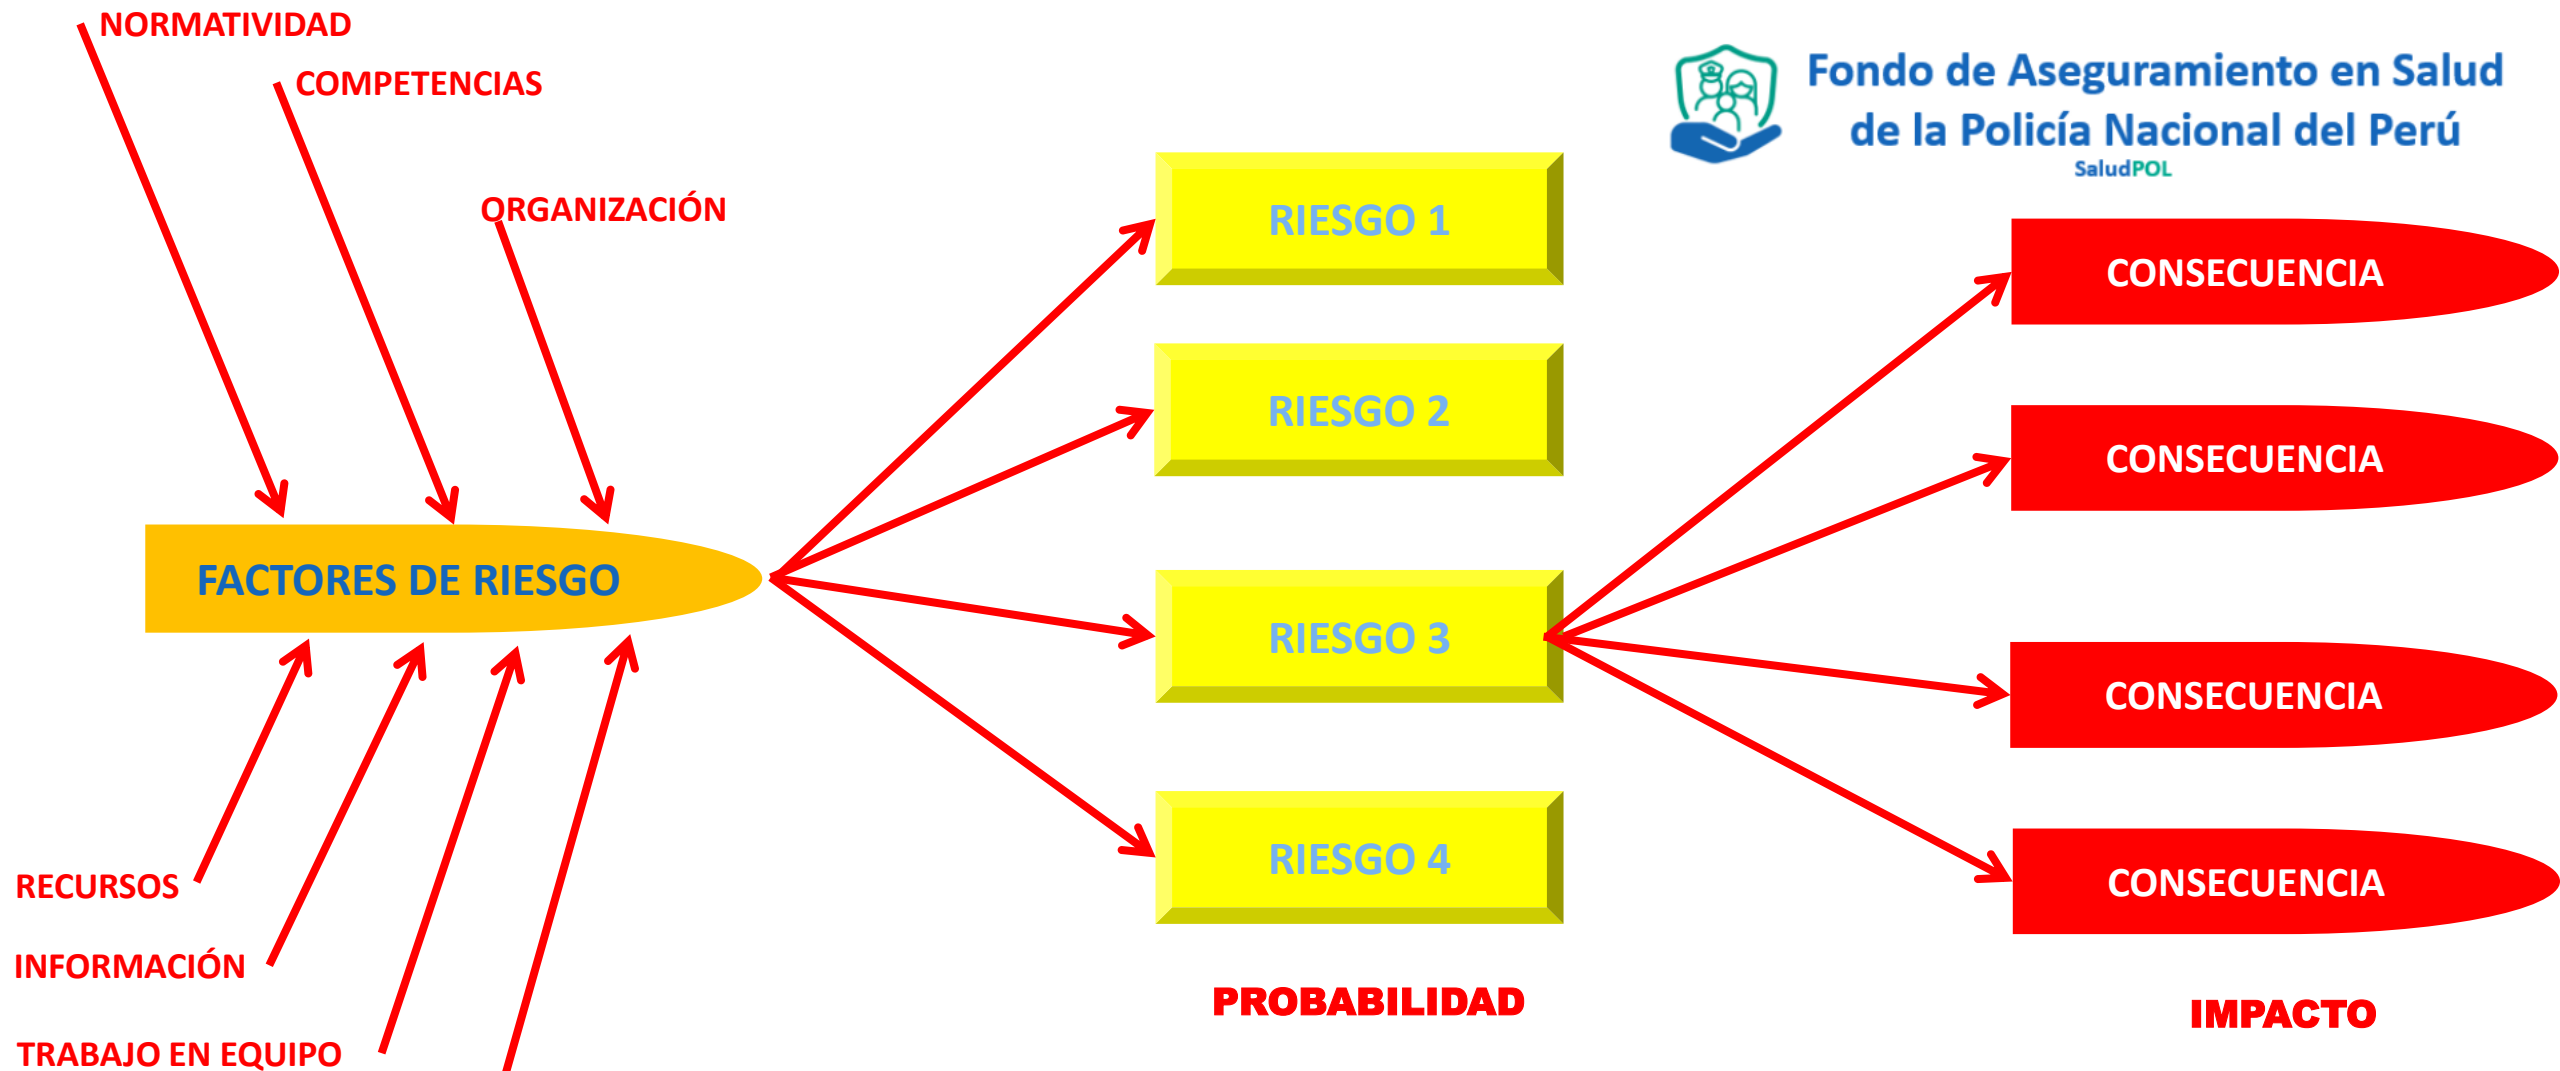 NORMATIVIDAD
COMPETENCIAS
ORGANIZACIÓN
Fondo de Aseguramiento en Salud
de la Policía Nacional del Perú
SaludPOL
RIESGO 1
RIESGO 2
RIESGO 3
RIESGO 4
CONSECUENCIA
CONSECUENCIA
CONSECUENCIA
CONSECUENCIA
FACTORES DE RIESGO
RECURSOS
INFORMACIÓN
TRABAJO EN EQUIPO
PROBABILIDAD
IMPACTO